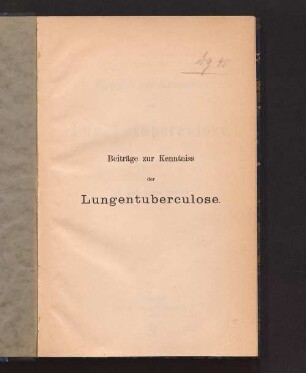 Beiträge zur Kenntniss
der
Lungentuberculose.